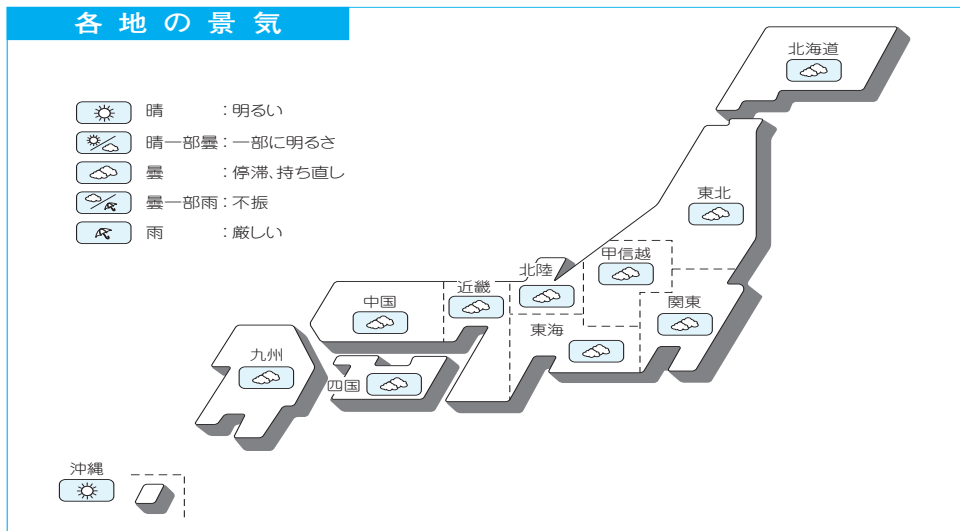 各地の景気
晴　　　：明るい
晴一部曇：一部に明るさ
曇　　　：停滞、持ち直し
曇一部雨：不振
雨　　　：厳しい
北海道
東北
甲信越
北陸
近畿
関東
中国
東海
九州
四国
沖縄